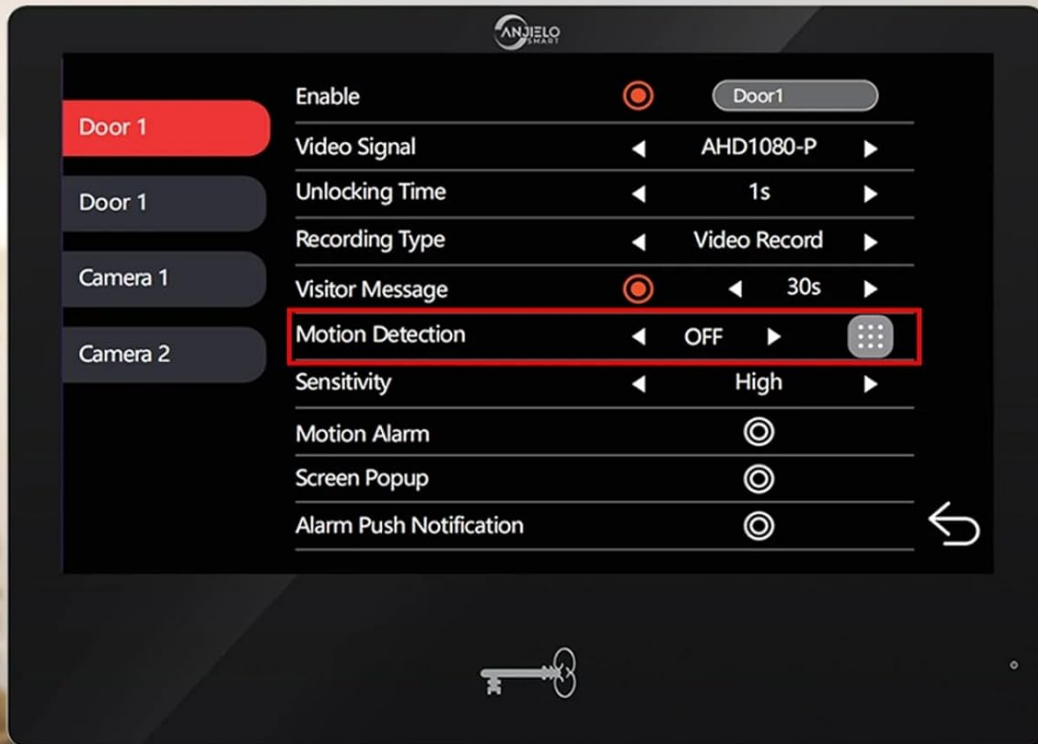 ANJIELO
SMART
Door 1
Door 1
Camera 1
Camera 2
Enable Door1
Video Signal AHD1080-P
Unlocking Time 1s
Recording Type Video Record
Visitor Message 30s
Motion Detection OFF
Sensitivity High
Motion Alarm
Screen Popup
Alarm Push Notification